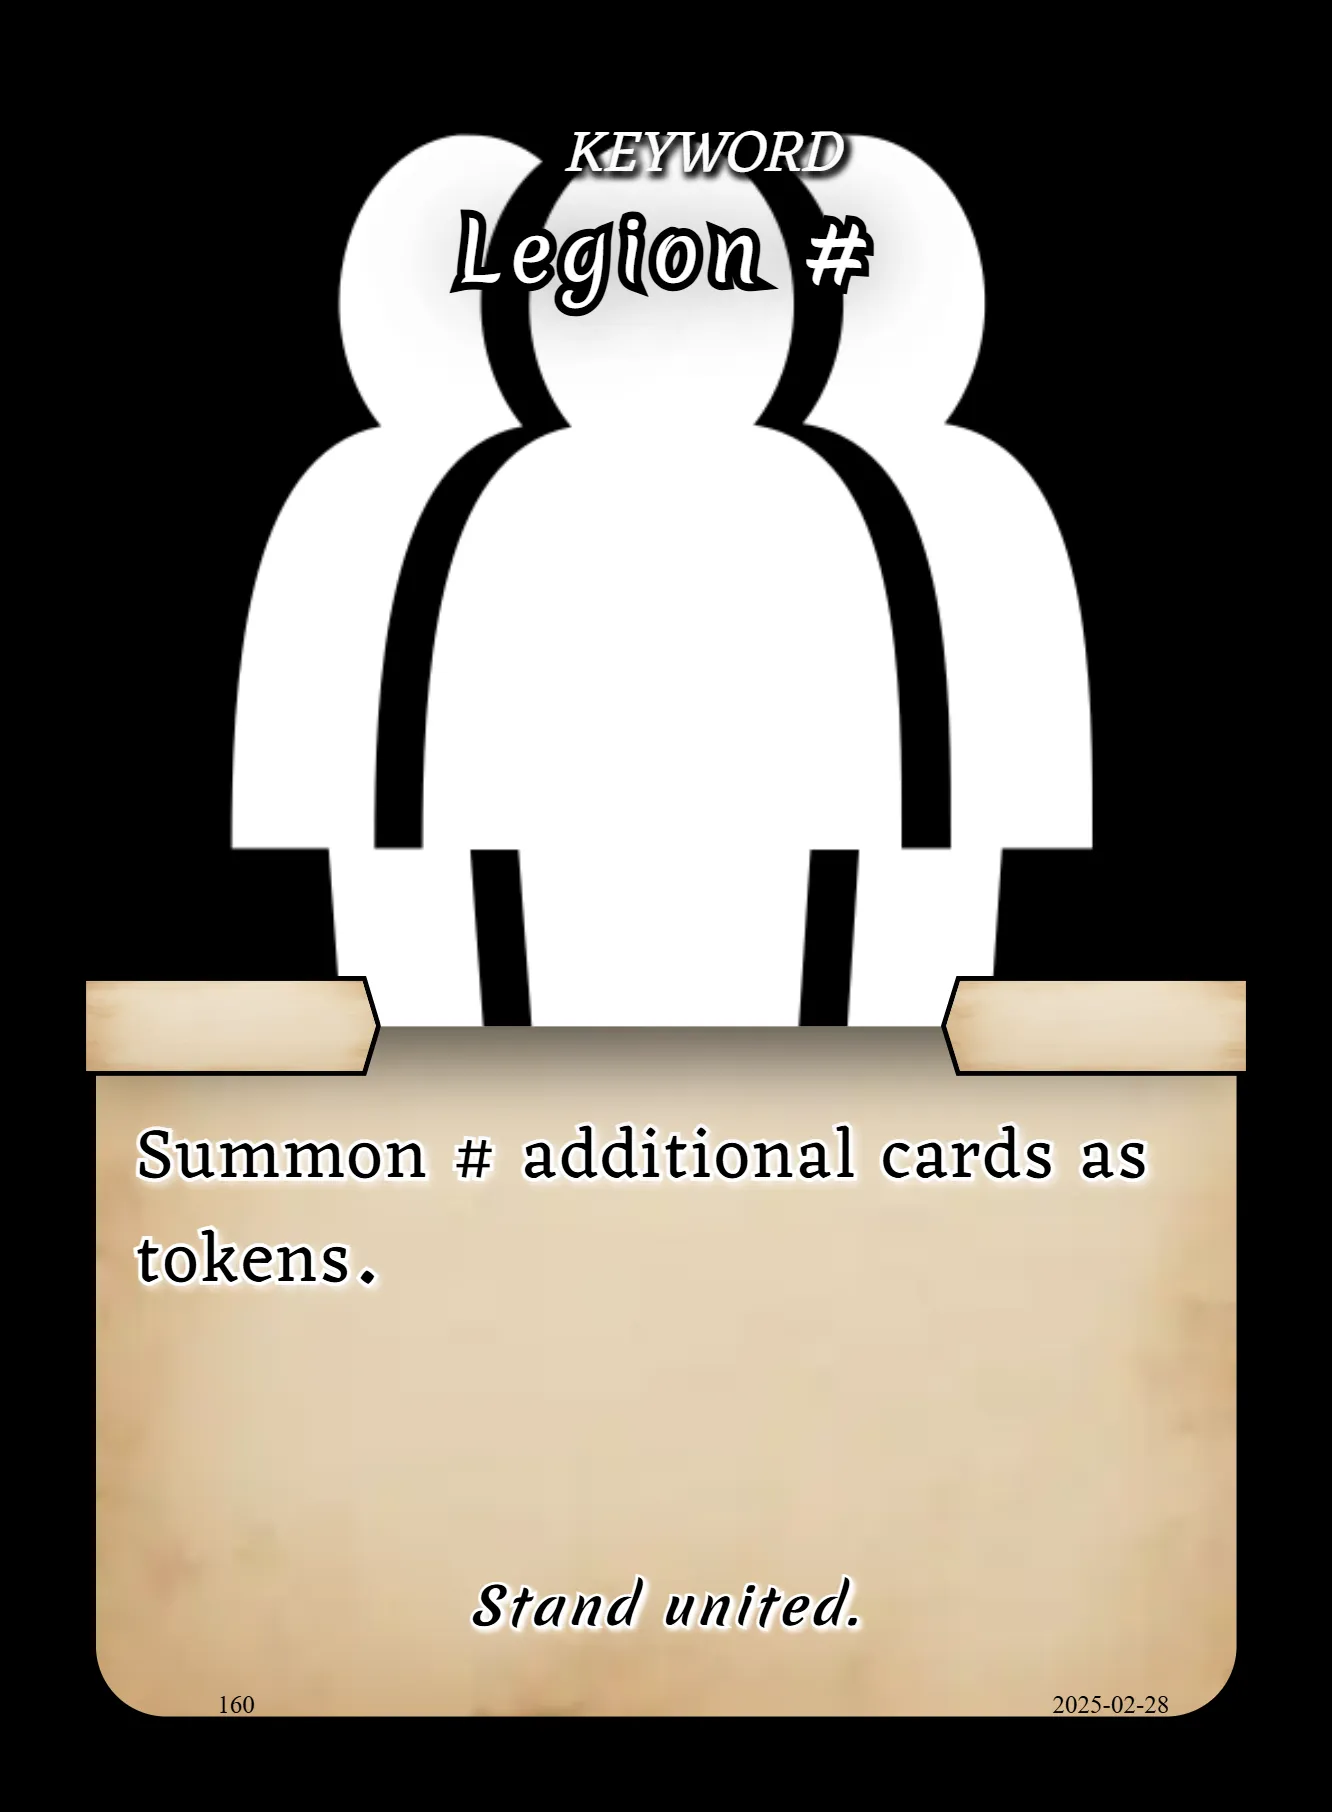 KEYWORD
Legion #
Summon # additional cards as
tokens.
Stand united.
160
2025-02-28